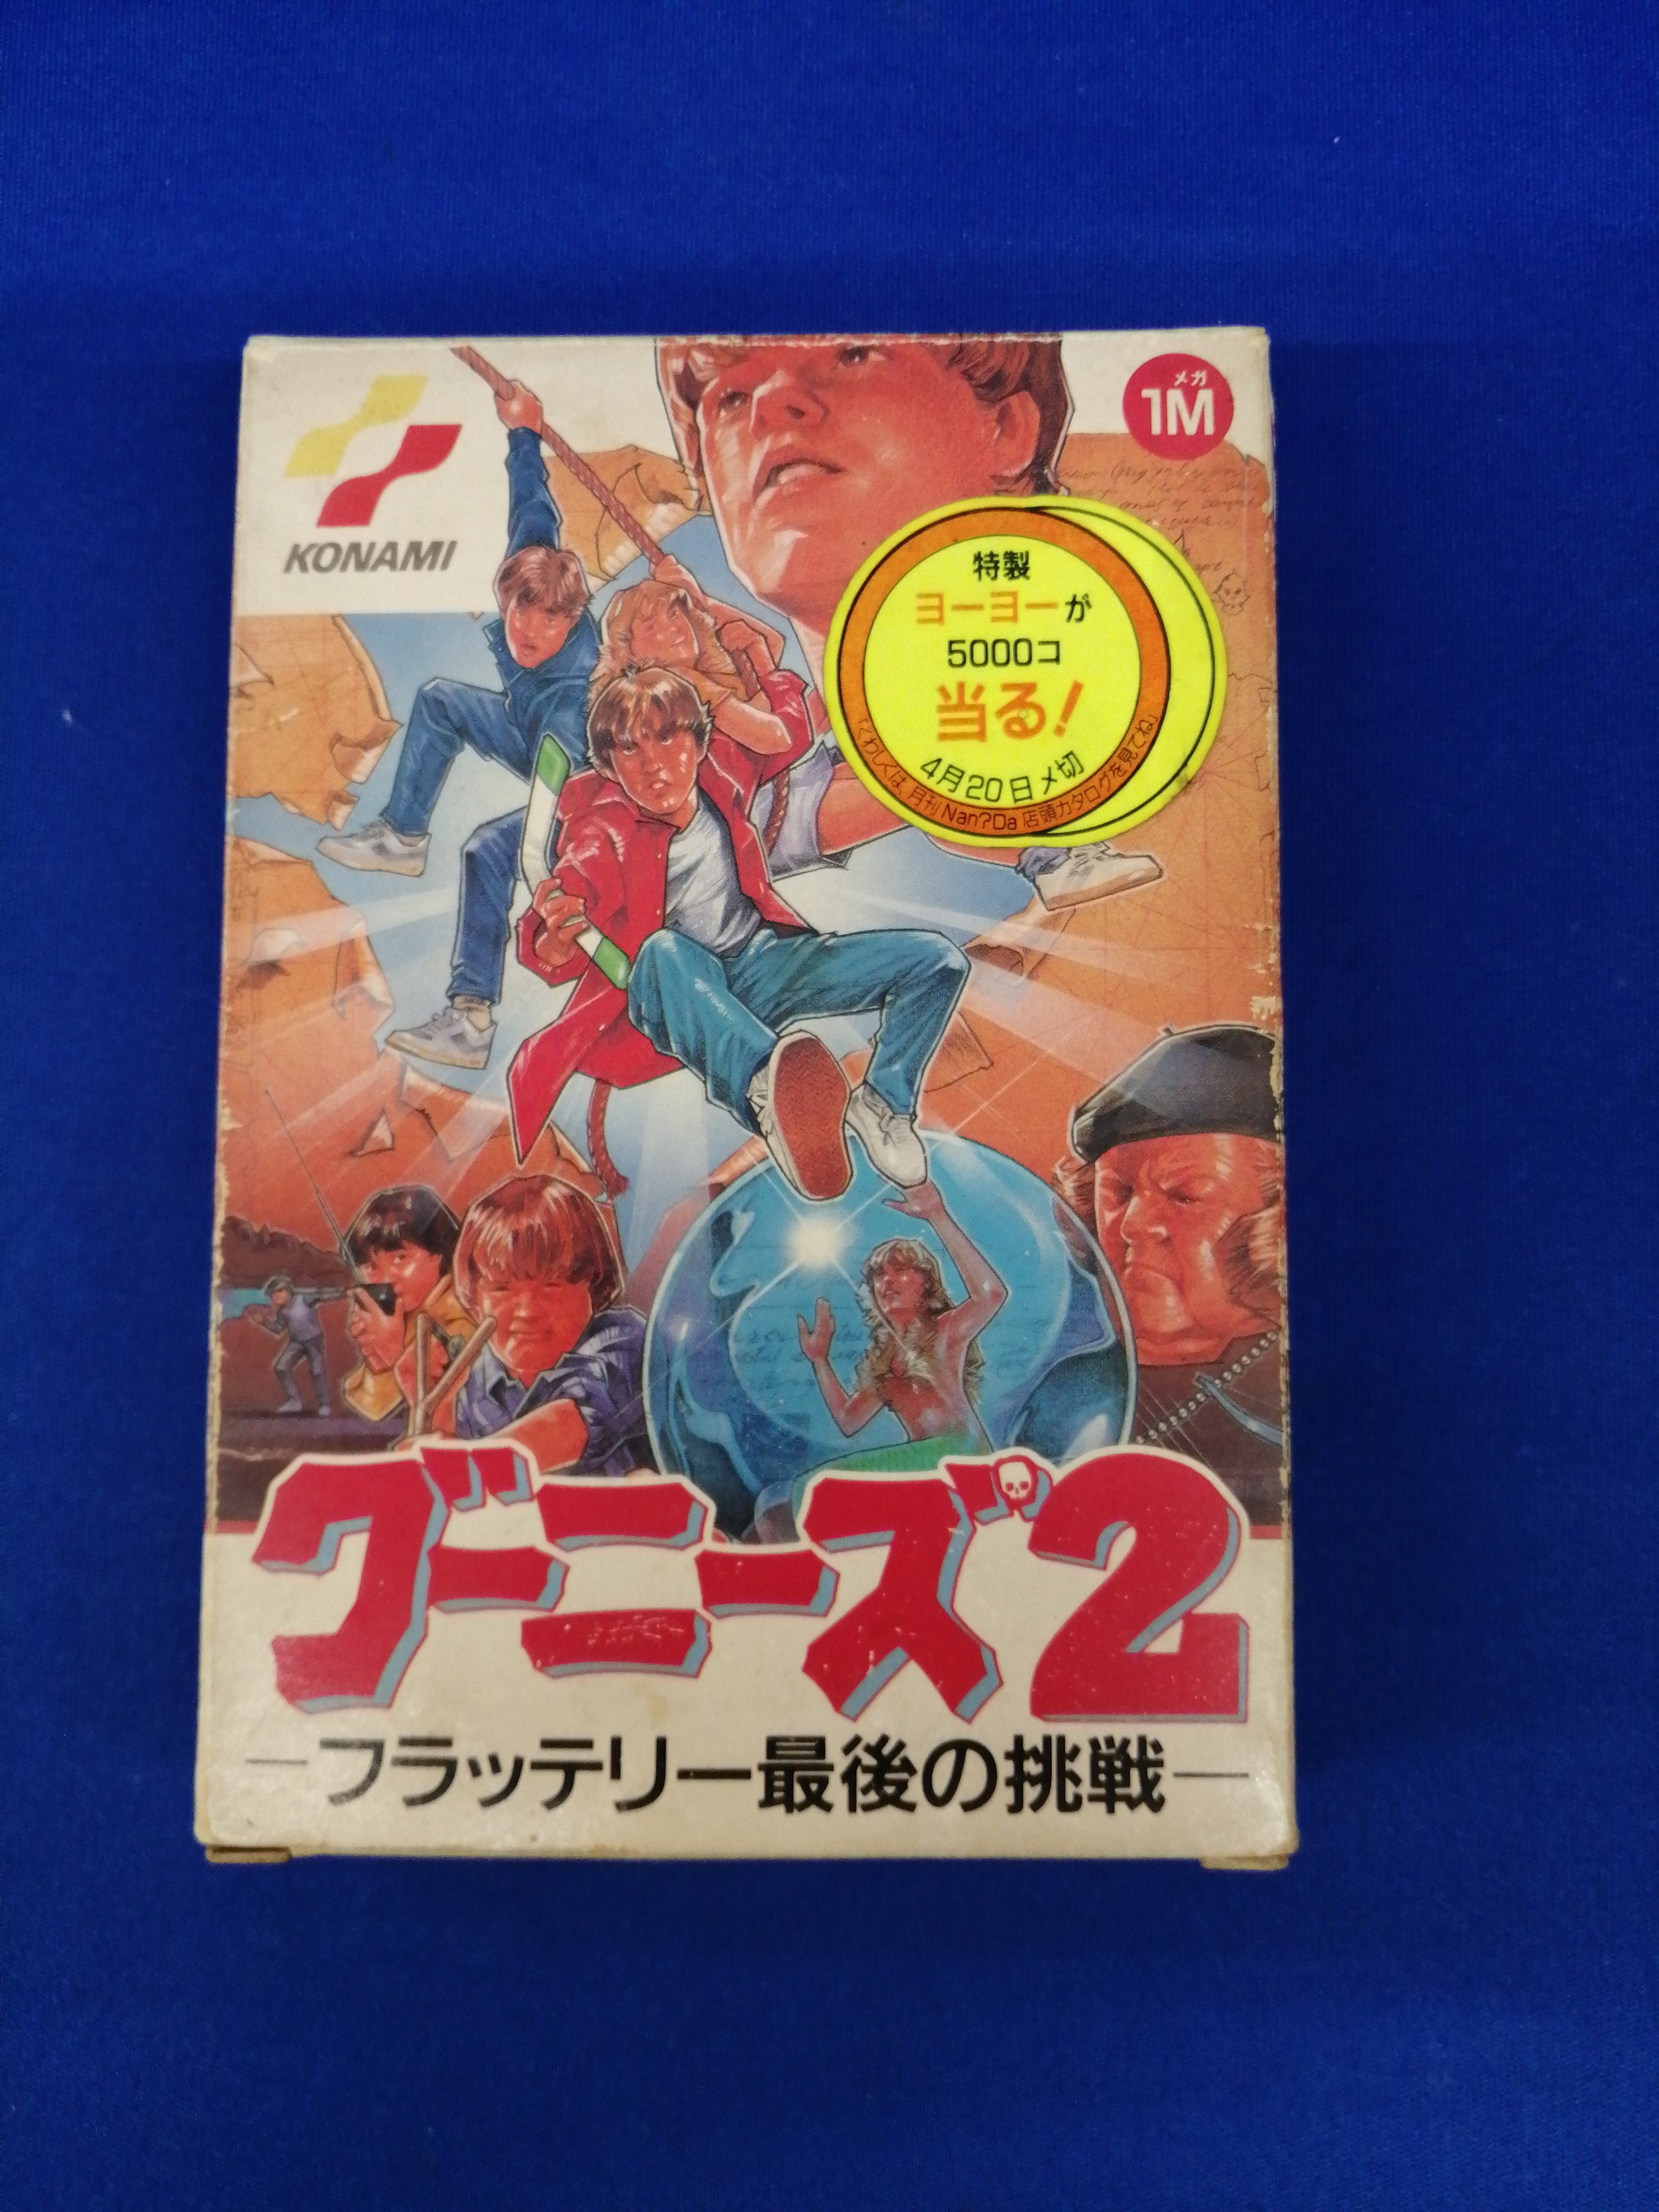 KONAMI
メガ
1M
特製
ヨーヨーが
5000コ
当る!
4月20日〆切
「くわしくは、月刊Nan?Da店頭カタログを見てね」
グーニーズ2
―フラッテリー最後の挑戦―